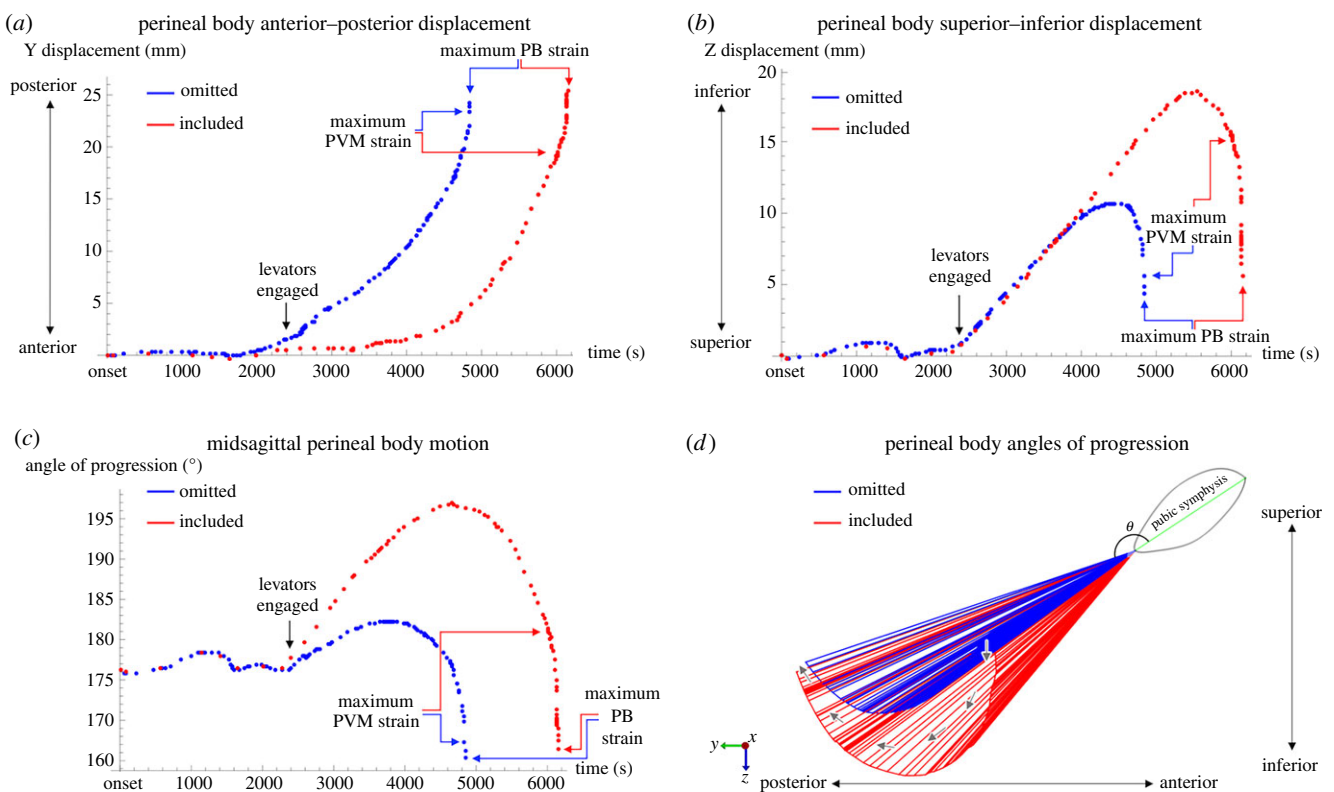 (a) perineal body anterior–posterior displacement
Y displacement (mm)
maximum PB strain
posterior
25
20
15
10
5
anterior
omitted
included
maximum
PVM strain
levators
engaged
time (s)
onset 1000 2000 3000 4000 5000 6000
(b) perineal body superior–inferior displacement
Z displacement (mm)
20
inferior
15
10
5
superior
omitted
included
maximum
PVM strain
levators
engaged
maximum PB strain
time (s)
onset 1000 2000 3000 4000 5000 6000
(c) midsagittal perineal body motion
angle of progression (°)
omitted
included
195
190
185
180
175
170
165
160
levators
engaged
maximum
PVM strain
maximum
PB
strain
time (s)
onset 1000 2000 3000 4000 5000 6000
(d) perineal body angles of progression
omitted
included
pubic symphysis
θ
superior
inferior
y x
z
posterior anterior